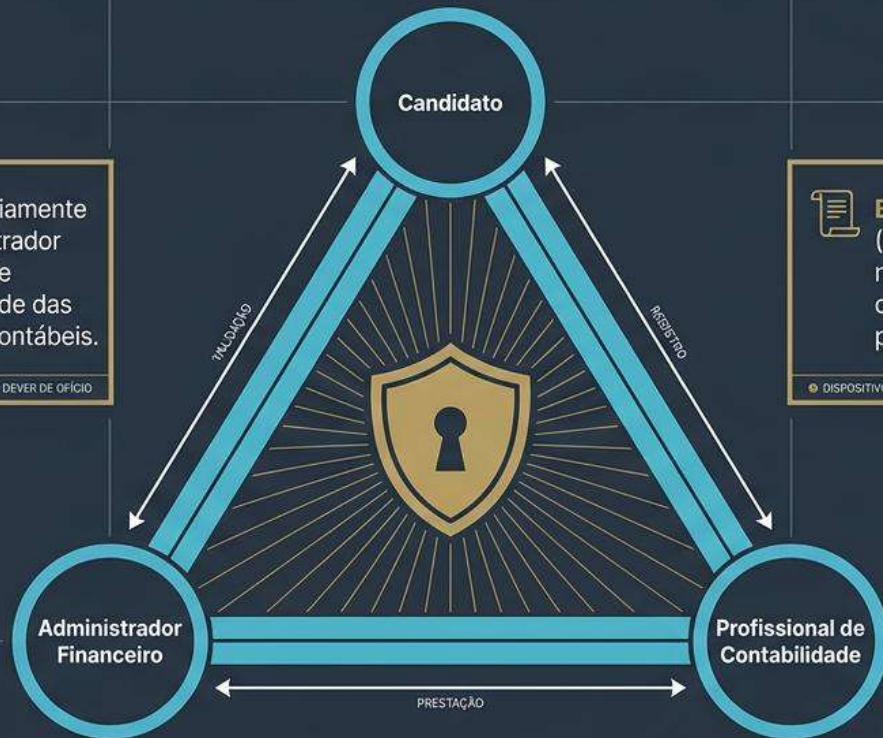 Candidato
iamente
trador
e
de das
ontábeis.
DEVER DE OFÍCIO
(
DISPOSITIV
Administrador
Financeiro
Profissional de
Contabilidade
PRESTAÇÃO